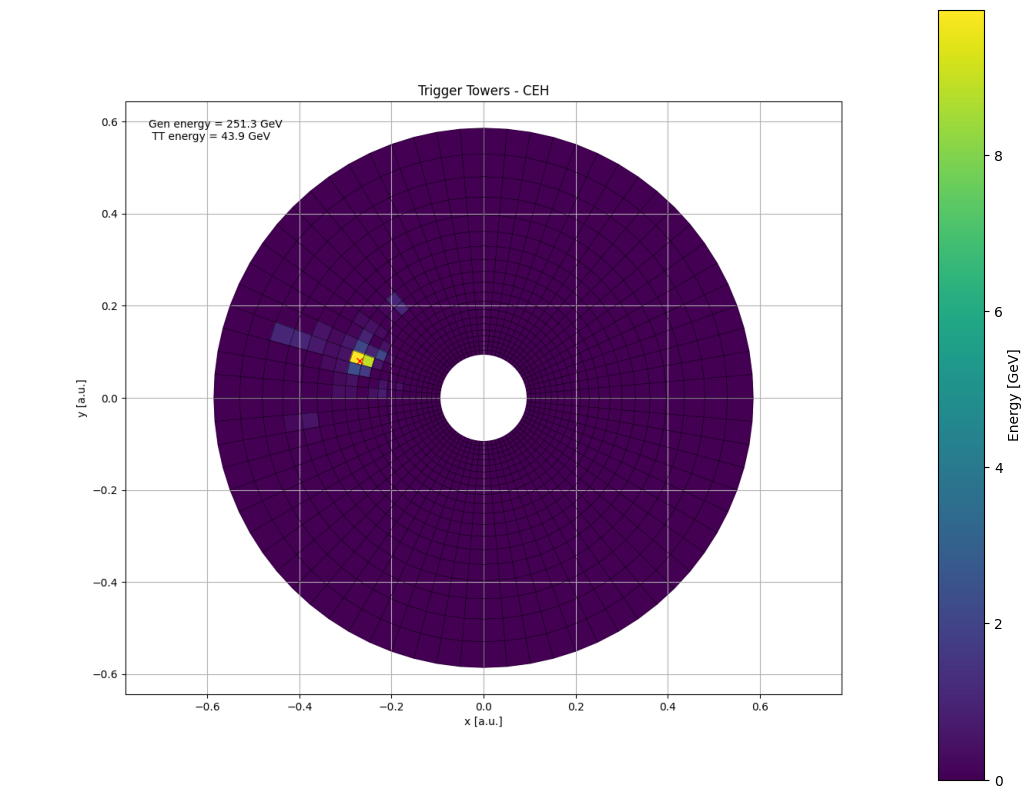 Trigger Towers - CEH
Gen energy = 251.3 GeV
TT energy = 43.9 GeV
0.6
0.4
0.2
0.0
−0.2
−0.4
−0.6
y [a.u.]
−0.6 −0.4 −0.2 0.0 0.2 0.4 0.6
x [a.u.]
8
6
4
2
0
Energy [GeV]